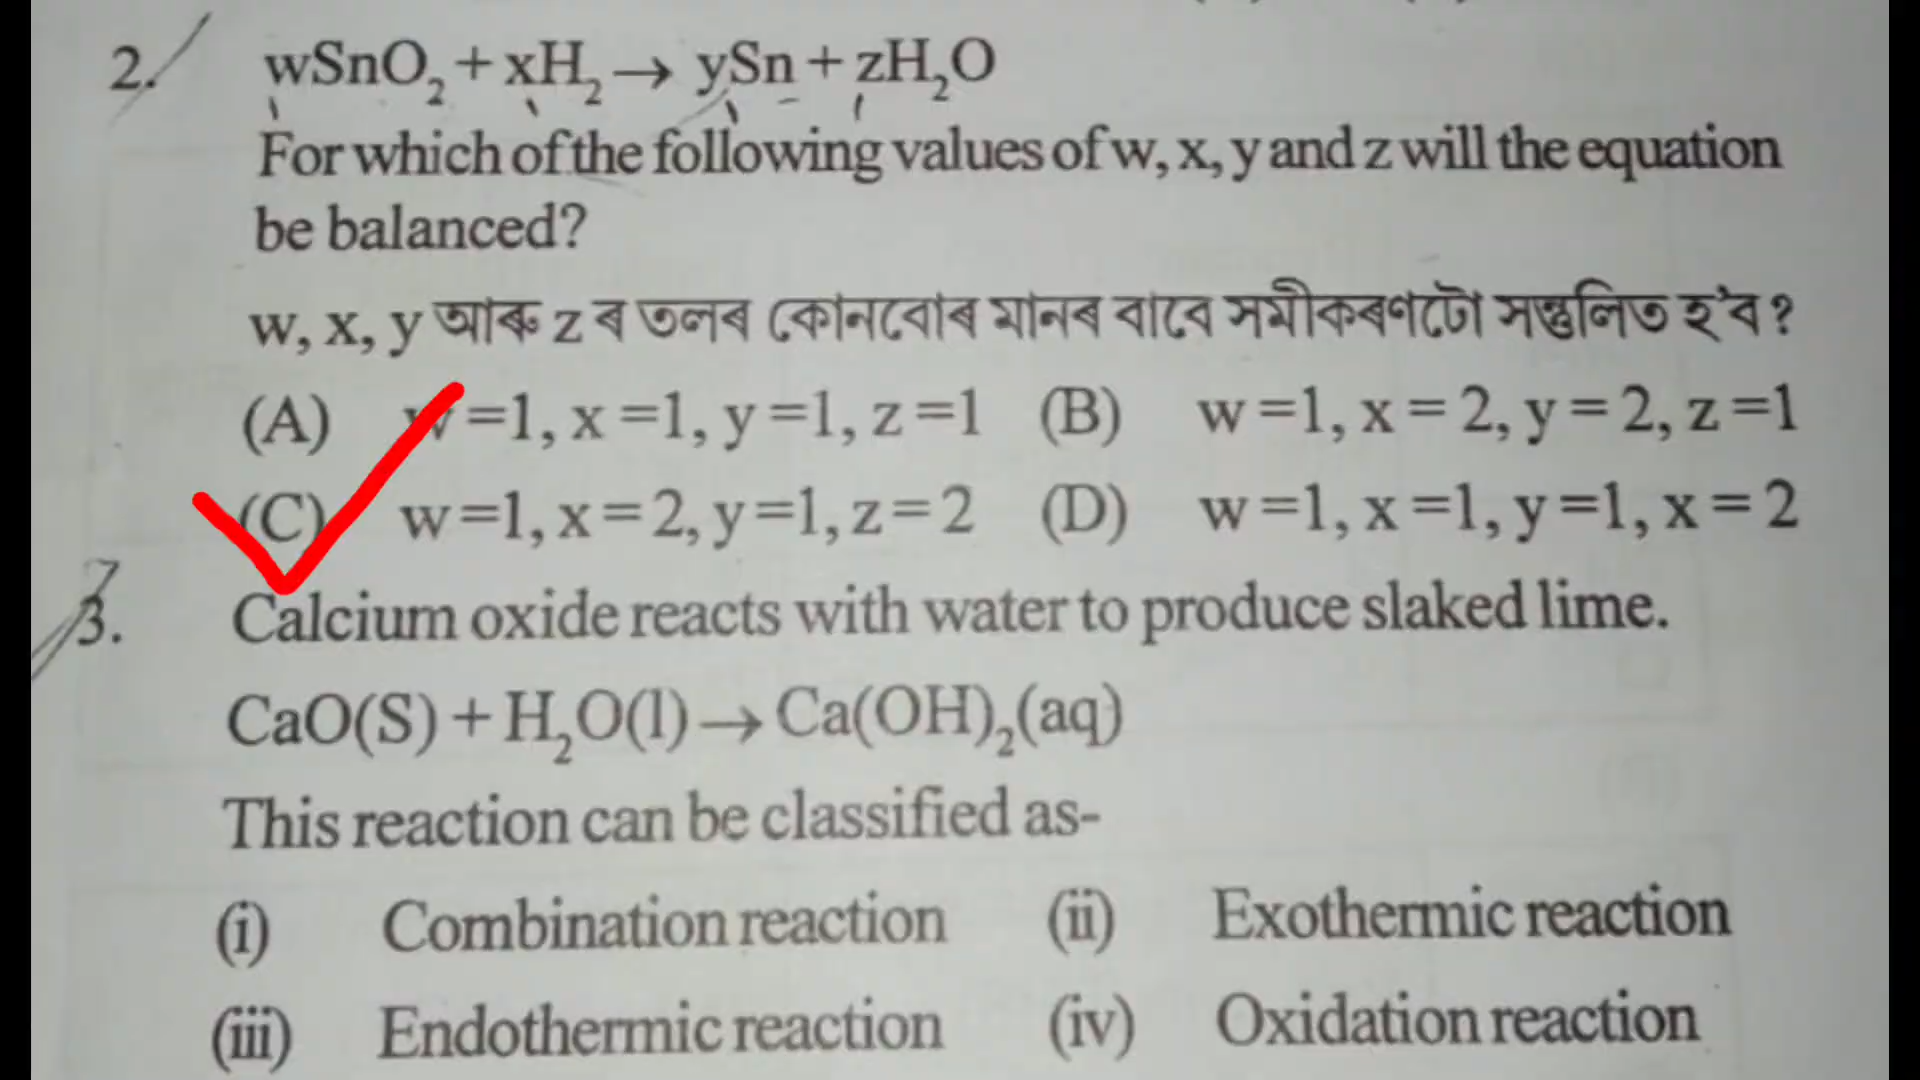 2. wSnO₂ + xH₂ → ySn + zH₂O
For which of the following values of w, x, y and z will the equation
be balanced?
w, x, y আৰু z ৰ তলৰ কোনবোৰ মানৰ বাবে সমীকৰণটো সন্তুলিত হ'ব?
(A) w=1, x=1, y=1, z=1 (B) w=1, x=2, y=2, z=1
(C) w=1, x=2, y=1, z=2 (D) w=1, x=1, y=1, x=2
3. Calcium oxide reacts with water to produce slaked lime.
CaO(S) + H₂O(l) → Ca(OH)₂(aq)
This reaction can be classified as-
(i) Combination reaction (ii) Exothermic reaction
(iii) Endothermic reaction (iv) Oxidation reaction